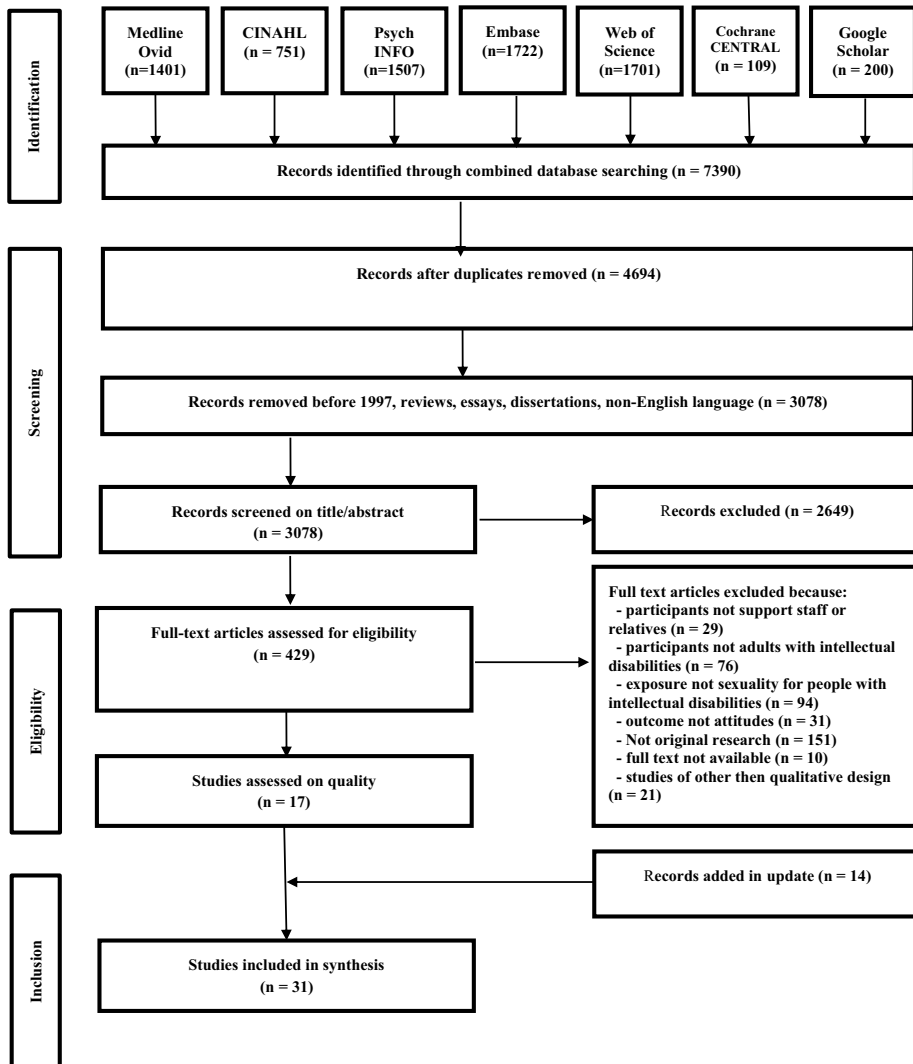 Identification
Medline
Ovid
(n=1401)
CINAHL
(n = 751)
Psych
INFO
(n=1507)
Embase
(n=1722)
Web of
Science
(n=1701)
Cochrane
CENTRAL
(n = 109)
Google
Scholar
(n = 200)
Records identified through combined database searching (n = 7390)
Screening
Records after duplicates removed (n = 4694)
Records removed before 1997, reviews, essays, dissertations, non-English language (n = 3078)
Records screened on title/abstract
(n = 3078)
Records excluded (n = 2649)
Eligibility
Full-text articles assessed for eligibility
(n = 429)
Full text articles excluded because:
- participants not support staff or
relatives (n = 29)
- participants not adults with intellectual
disabilities (n = 76)
- exposure not sexuality for people with
intellectual disabilities (n = 94)
- outcome not attitudes (n = 31)
- Not original research (n = 151)
- full text not available (n = 10)
- studies of other then qualitative design
(n = 21)
Studies assessed on quality
(n = 17)
Records added in update (n = 14)
Inclusion
Studies included in synthesis
(n = 31)